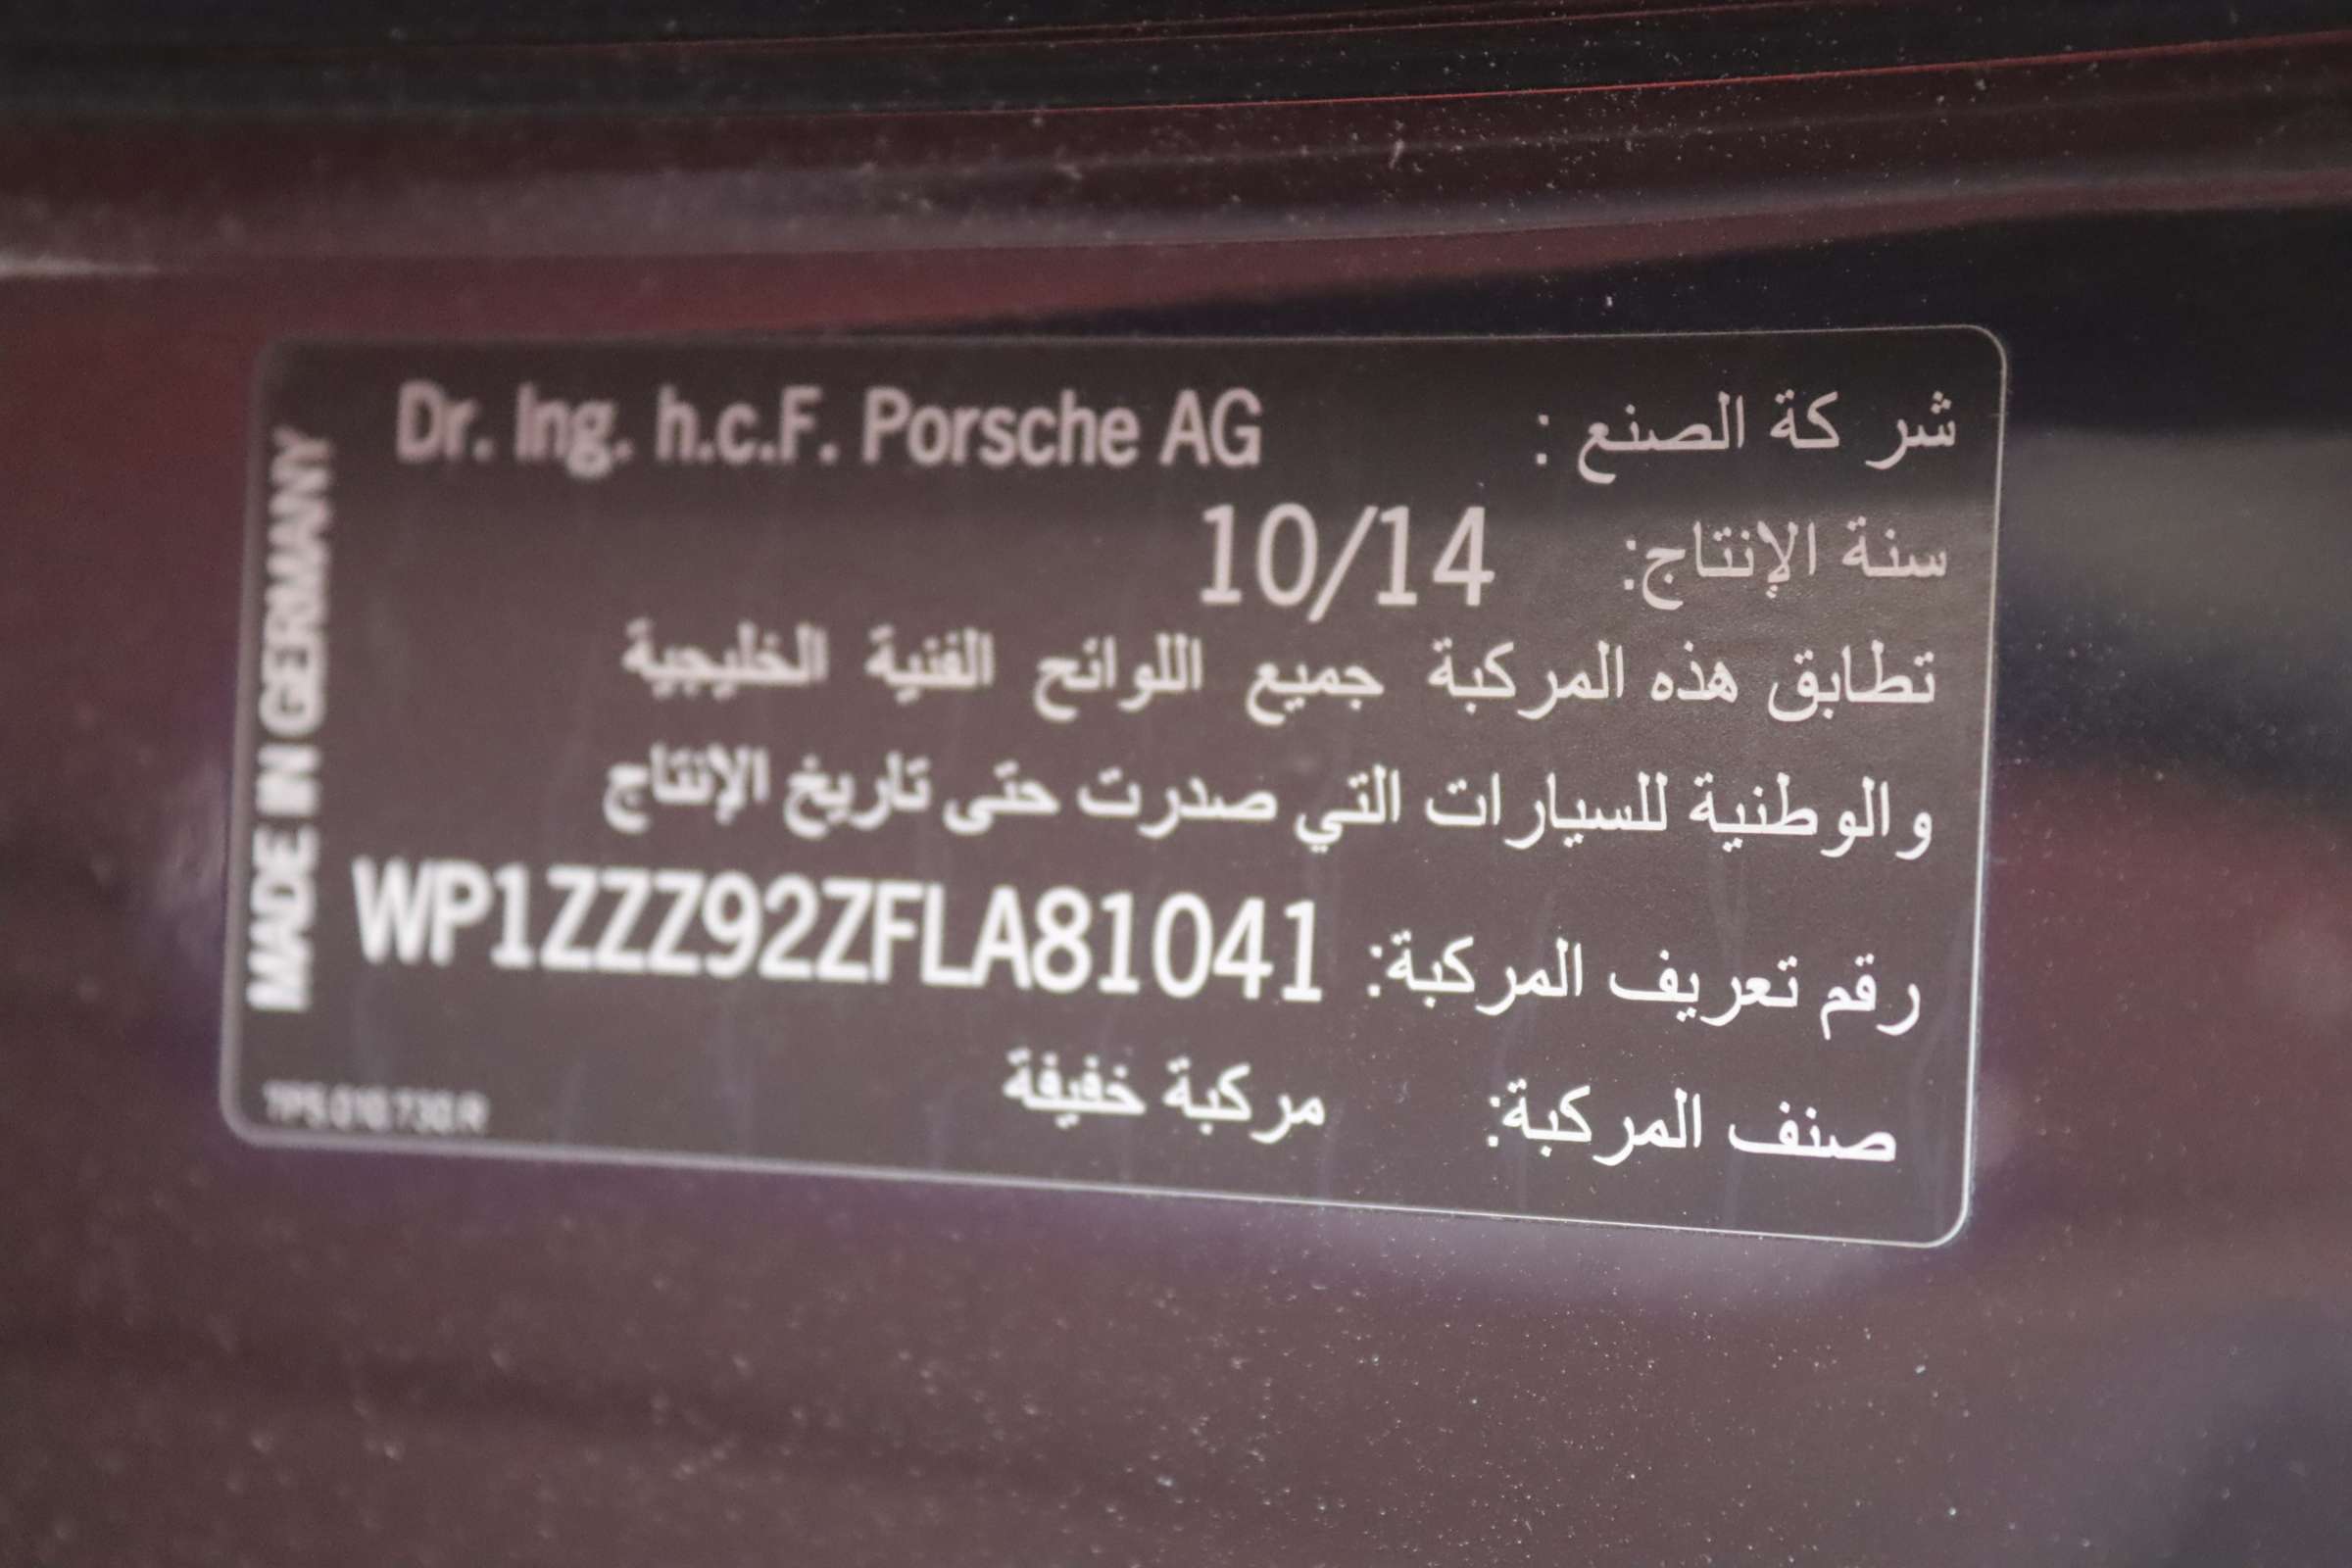 شركة الصنع : Dr. Ing. h.c.F. Porsche AG
سنة الإنتاج: 10/14
تطابق هذه المركبة جميع اللوائح الفنية الخليجية
والوطنية للسيارات التي صدرت حتى تاريخ الإنتاج
رقم تعريف المركبة: WP1ZZZ92ZFLA81041
صنف المركبة: مركبة خفيفة
MADE IN GERMANY